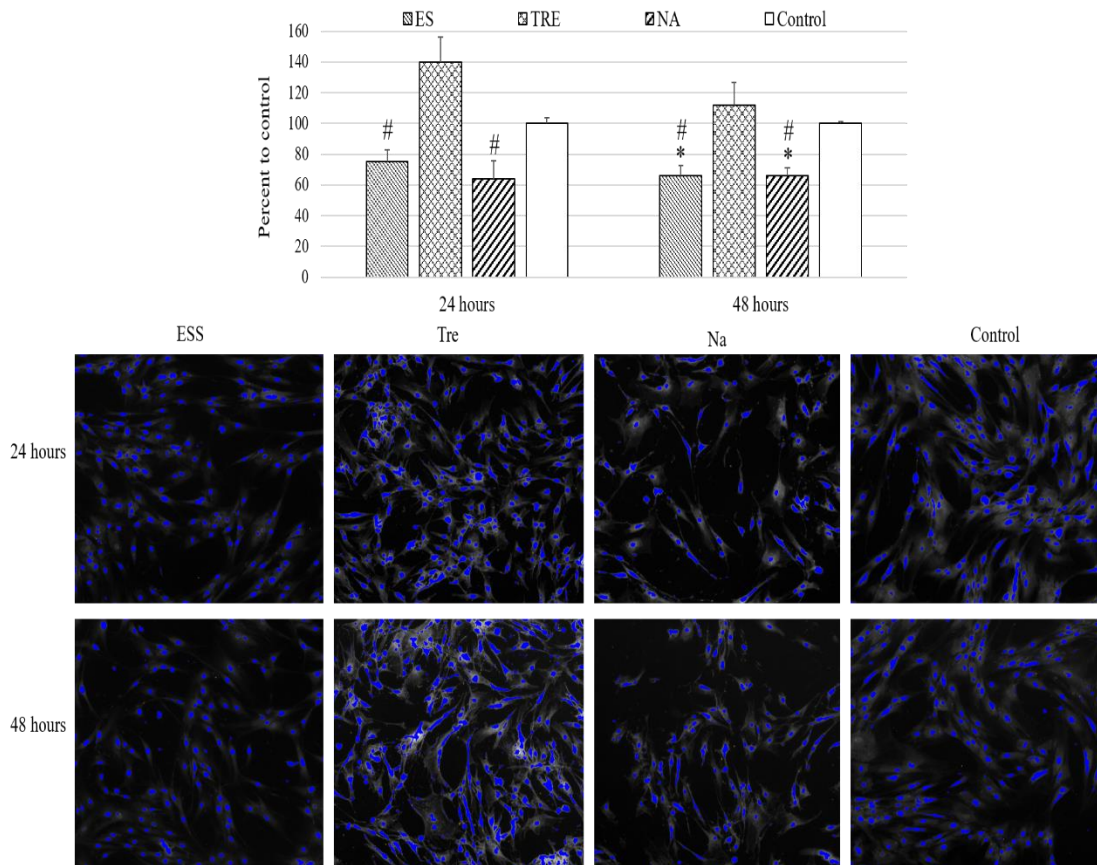 ES TRE NA Control
160
140
120
100
80
60
40
20
0
Percent to control
# # # #
* *
24 hours 48 hours
ESS Tre Na Control
24 hours
48 hours